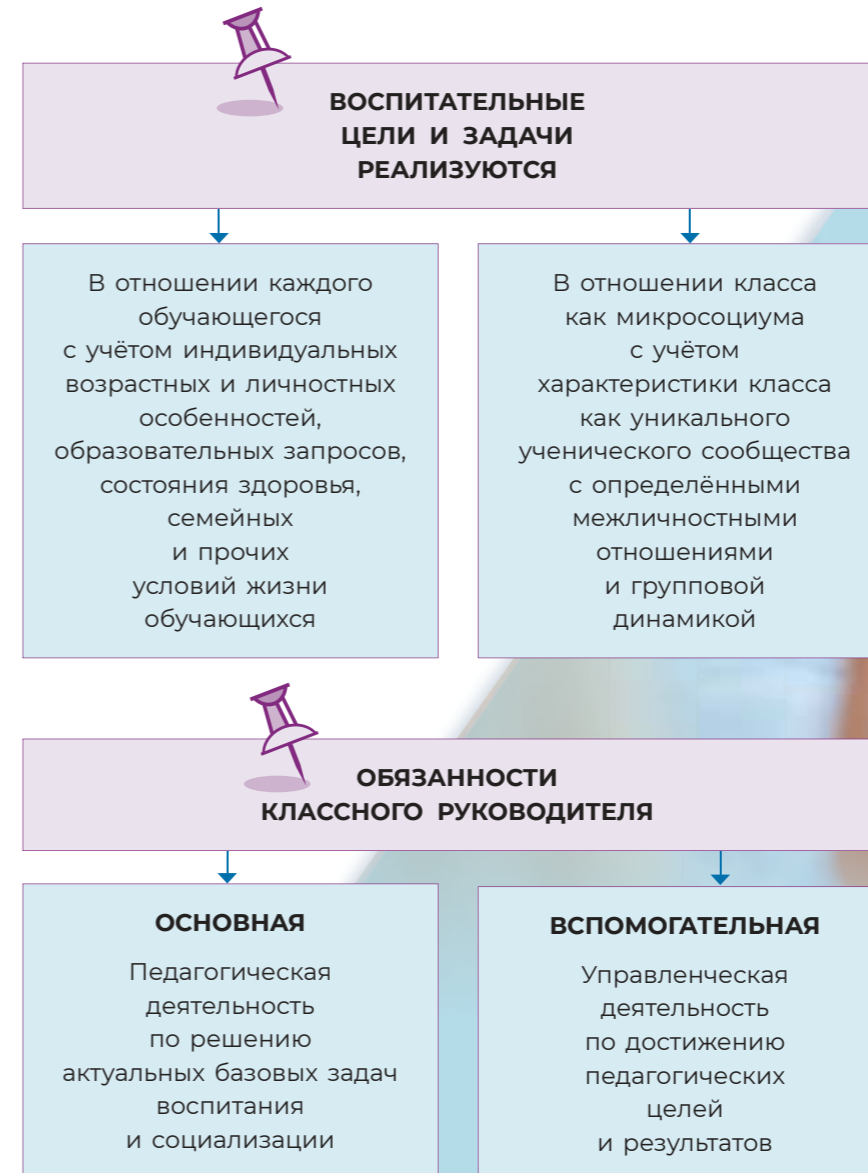 ВОСПИТАТЕЛЬНЫЕ
ЦЕЛИ И ЗАДАЧИ
РЕАЛИЗУЮТСЯ
В отношении каждого
обучающегося
с учётом индивидуальных
возрастных и личностных
особенностей,
образовательных запросов,
состояния здоровья,
семейных
и прочих
условий жизни
обучающихся
В отношении класса
как микросоциума
с учётом
характеристики класса
как уникального
ученического сообщества
с определёнными
межличностными
отношениями
и групповой
динамикой
ОБЯЗАННОСТИ
КЛАССНОГО РУКОВОДИТЕЛЯ
ОСНОВНАЯ
Педагогическая
деятельность
по решению
актуальных базовых задач
воспитания
и социализации
ВСПОМОГАТЕЛЬНАЯ
Управленческая
деятельность
по достижению
педагогических
целей
и результатов